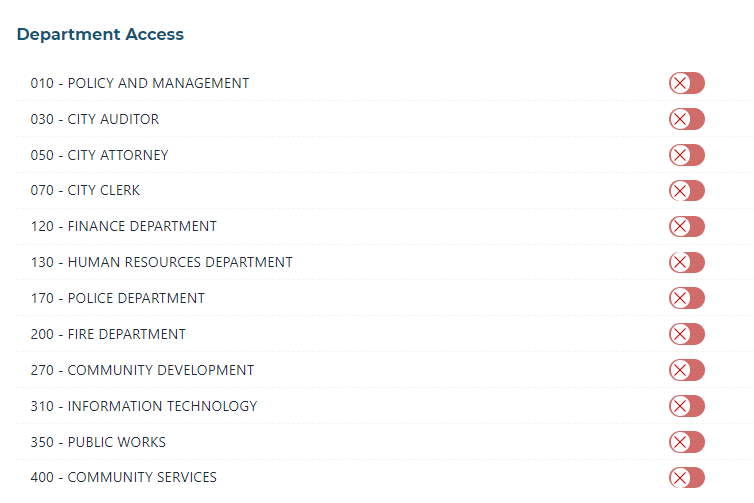 Department Access
010 - POLICY AND MANAGEMENT
030 - CITY AUDITOR
050 - CITY ATTORNEY
070 - CITY CLERK
120 - FINANCE DEPARTMENT
130 - HUMAN RESOURCES DEPARTMENT
170 - POLICE DEPARTMENT
200 - FIRE DEPARTMENT
270 - COMMUNITY DEVELOPMENT
310 - INFORMATION TECHNOLOGY
350 - PUBLIC WORKS
400 - COMMUNITY SERVICES